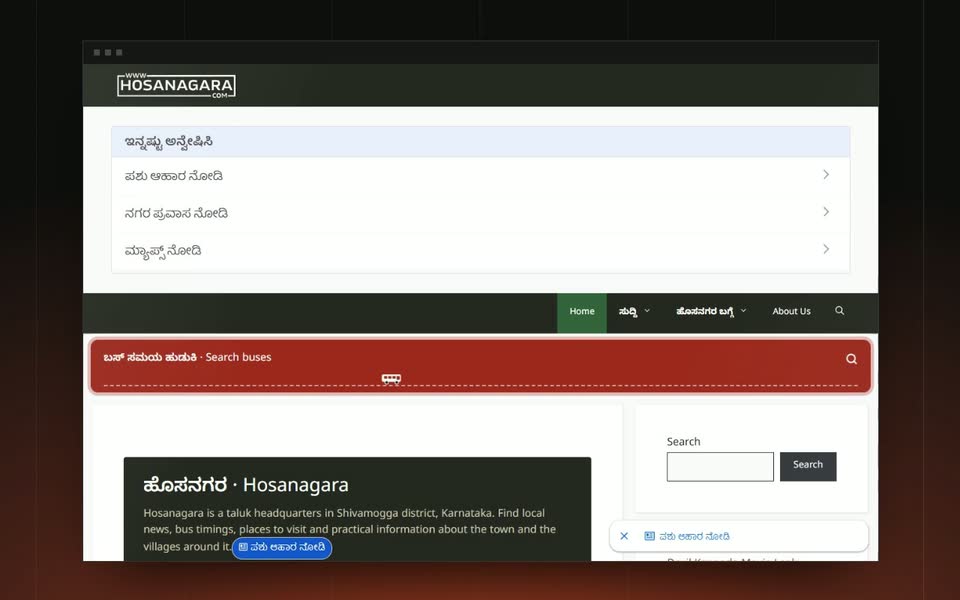 WWW
HOSANAGARA
.COM
ಇನ್ನಷ್ಟು ಅನ್ವೇಷಿಸಿ
ಪಶು ಆಹಾರ ನೋಡಿ
ನಗರ ಪ್ರವಾಸ ನೋಡಿ
ಮ್ಯಾಪ್ಸ್ ನೋಡಿ
Home ಸುದ್ದಿ ಹೊಸನಗರ ಬಗ್ಗೆ About Us
ಬಸ್ ಸಮಯ ಹುಡುಕಿ · Search buses
ಹೊಸನಗರ · Hosanagara
Hosanagara is a taluk headquarters in Shivamogga district, Karnataka. Find local
news, bus timings, places to visit and practical information about the town and the
villages around it.
ಪಶು ಆಹಾರ ನೋಡಿ
Search
Search
ಪಶು ಆಹಾರ ನೋಡಿ